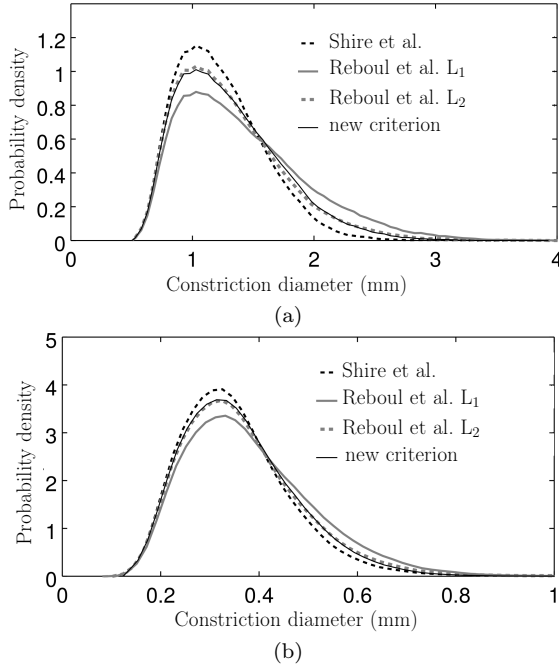 1.2
1
0.8
0.6
0.4
0.2
0
Probability density
Shire et al.
Reboul et al. L₁
Reboul et al. L₂
new criterion
0 1 2 3 4
Constriction diameter (mm)
(a)
5
4
3
2
1
0
Probability density
Shire et al.
Reboul et al. L₁
Reboul et al. L₂
new criterion
0 0.2 0.4 0.6 0.8 1
Constriction diameter (mm)
(b)